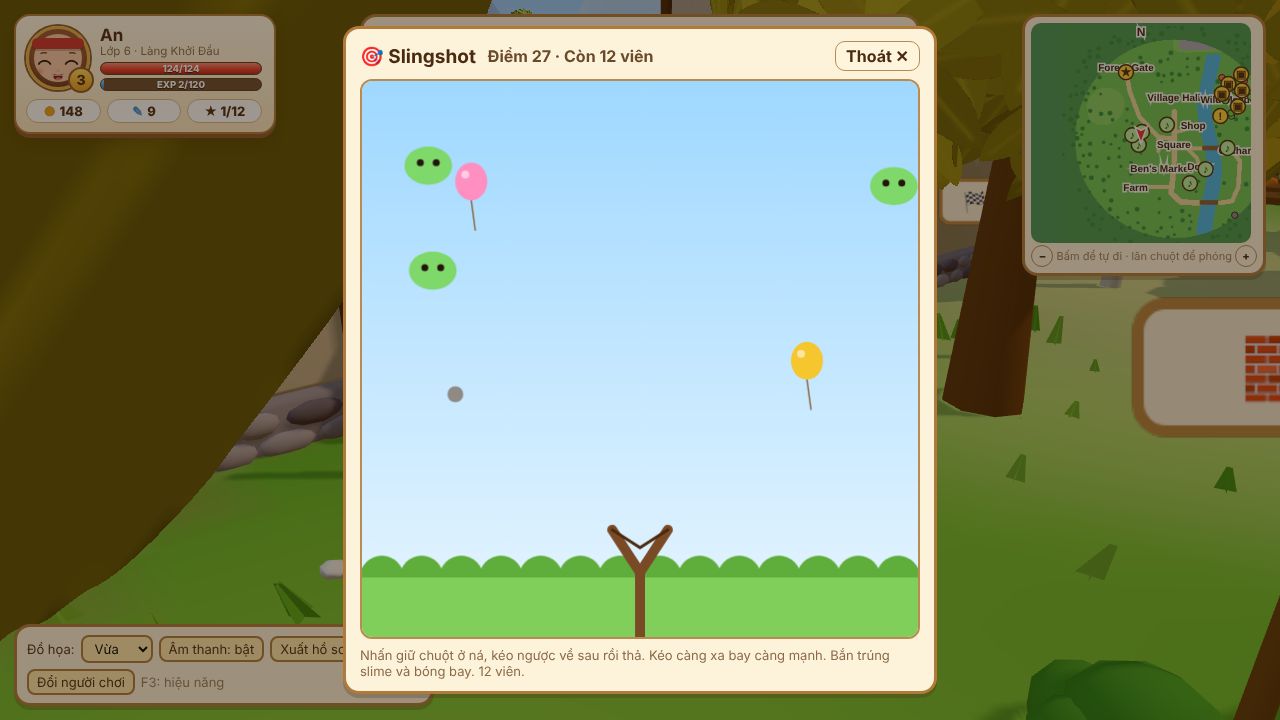 An
Lớp 6 · Làng Khởi Đầu
124/124
EXP 2/120
3
148
9
★ 1/12
🎯 Slingshot Điểm 27 · Còn 12 viên
Thoát ✕
N
Village Hall
Shop
Square
Ben's Marke
Farm
− Bấm để tự đi · lăn chuột để phóng +
Đồ họa: Vừa
Âm thanh: bật
Xuất hồ sơ
Đổi người chơi
F3: hiệu năng
Nhấn giữ chuột ở ná, kéo ngược về sau rồi thả. Kéo càng xa bay càng mạnh. Bắn trúng
slime và bóng bay. 12 viên.